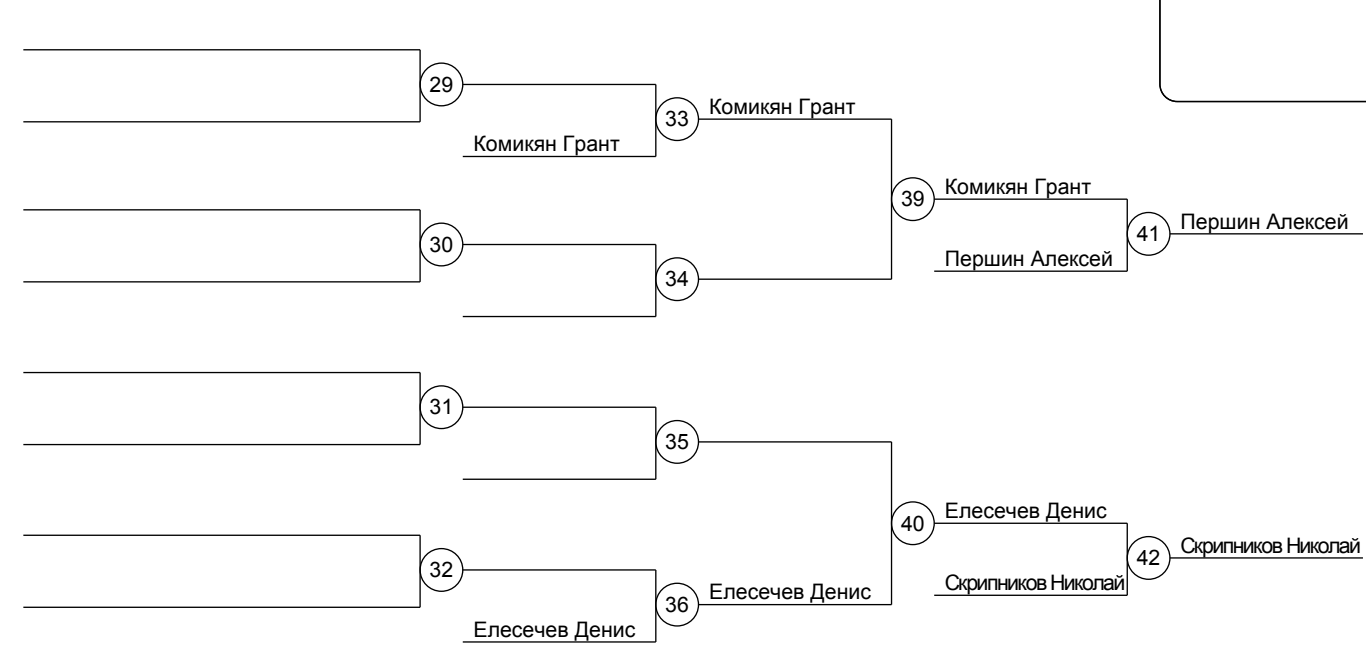 29
33 Комикян Грант
Комикян Грант
39 Комикян Грант
41 Першин Алексей
30
Першин Алексей
34
31
35
40 Елесечев Денис
42 Скрипников Николай
32
Скрипников Николай
36 Елесечев Денис
Елесечев Денис